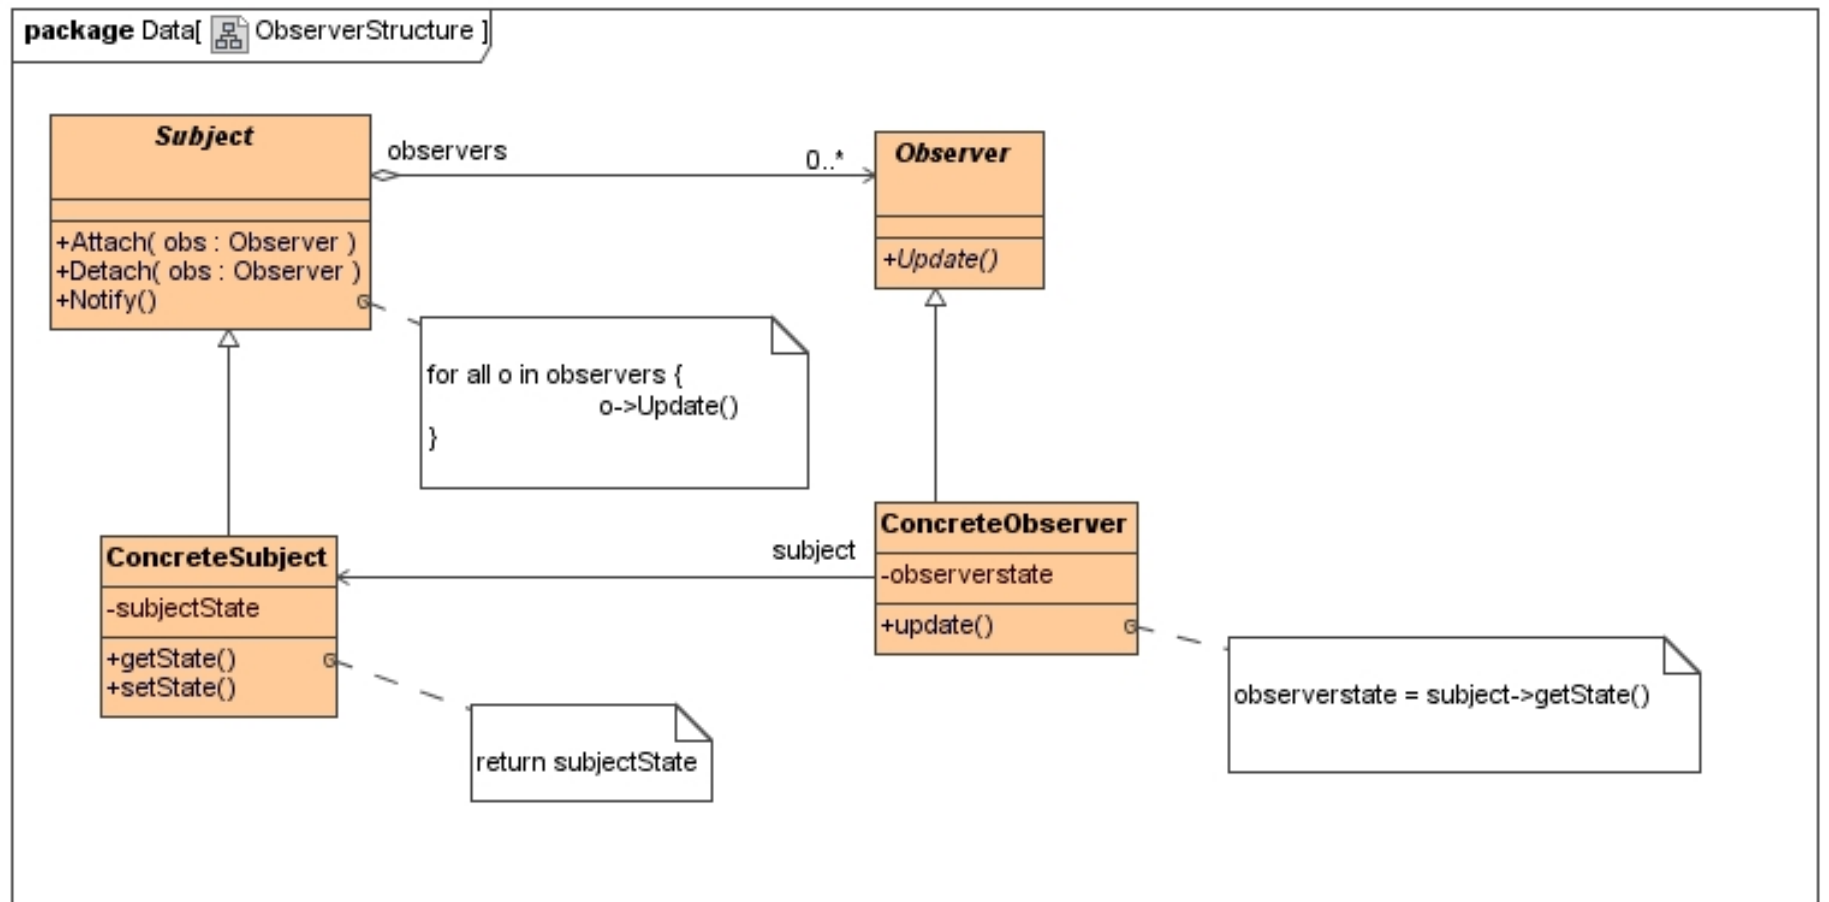 package Data[ ObserverStructure ]
Subject
+Attach( obs : Observer )
+Detach( obs : Observer )
+Notify()
observers
0..*
Observer
+Update()
for all o in observers {
o->Update()
}
ConcreteSubject
-subjectState
+getState()
+setState()
subject
ConcreteObserver
-observerstate
+update()
return subjectState
observerstate = subject->getState()